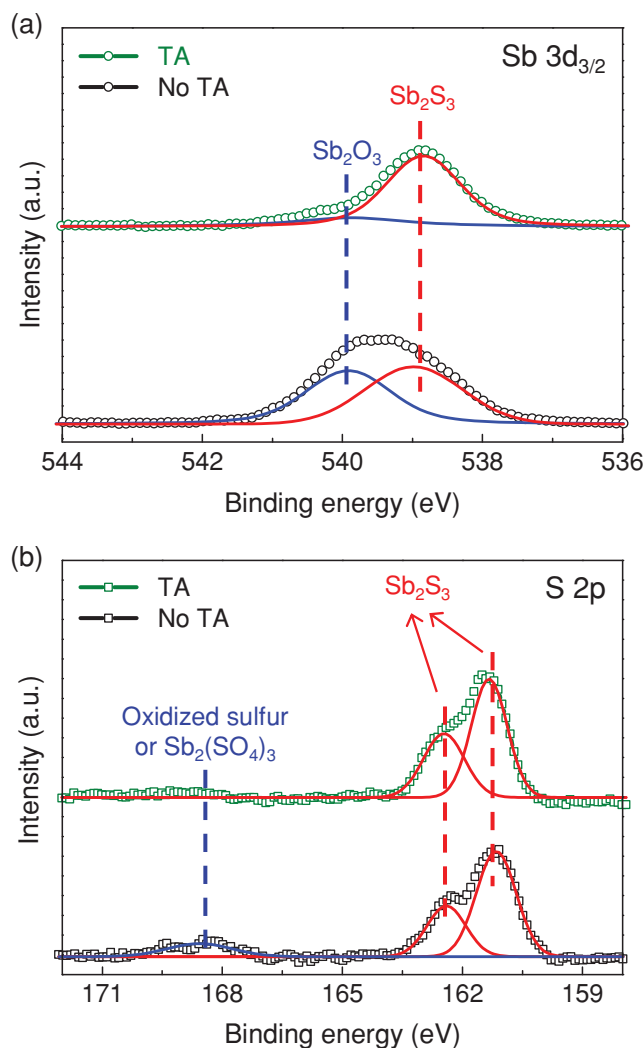 (a)
TA
No TA
Sb 3d3/2
Sb2S3
Sb2O3
Intensity (a.u.)
544 542 540 538 536
Binding energy (eV)
(b)
TA
No TA
S 2p
Sb2S3
Oxidized sulfur
or Sb2(SO4)3
Intensity (a.u.)
171 168 165 162 159
Binding energy (eV)